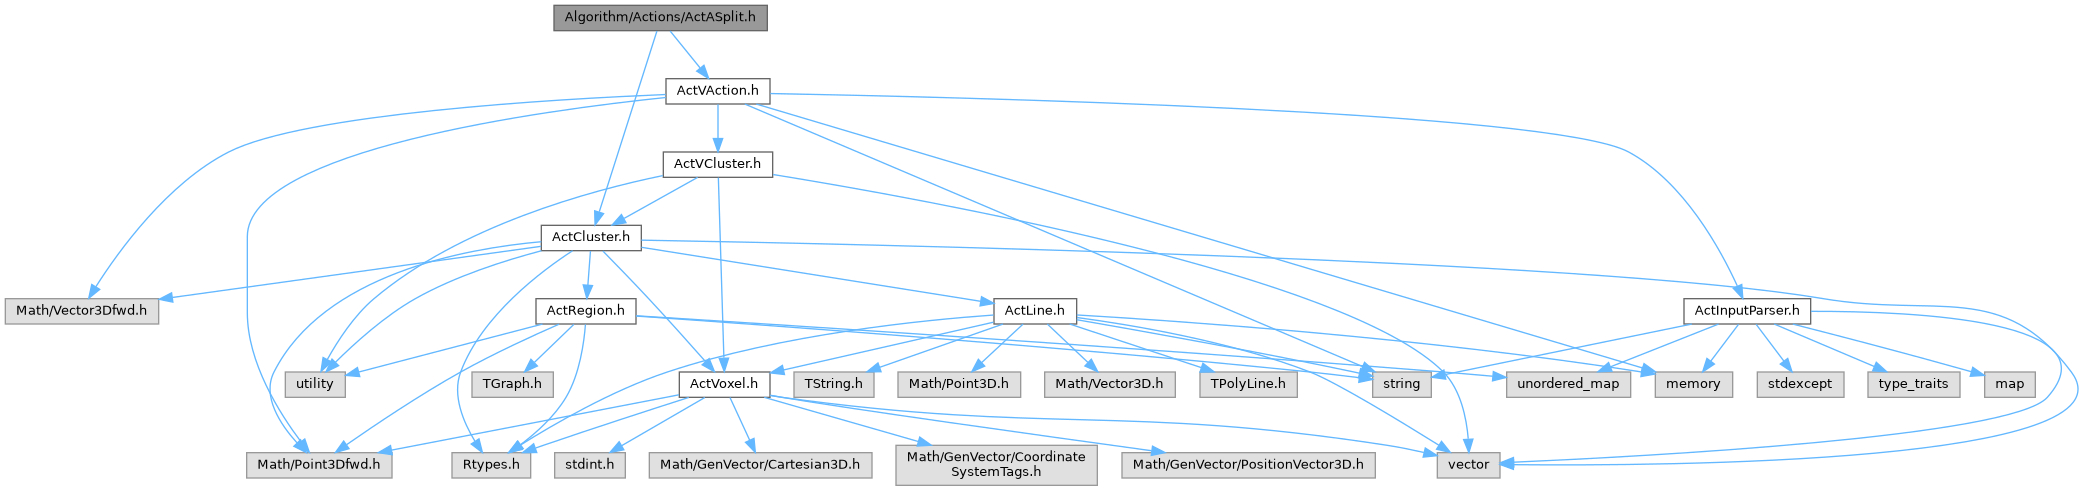 Algorithm/Actions/ActASplit.h
ActVAction.h
ActVCluster.h
ActCluster.h
Math/Vector3Dfwd.h
ActRegion.h
ActLine.h
ActInputParser.h
utility
TGraph.h
ActVoxel.h
TString.h
Math/Point3D.h
Math/Vector3D.h
TPolyLine.h
string
unordered_map
memory
stdexcept
type_traits
map
Math/Point3Dfwd.h
Rtypes.h
stdint.h
Math/GenVector/Cartesian3D.h
Math/GenVector/Coordinate
SystemTags.h
Math/GenVector/PositionVector3D.h
vector